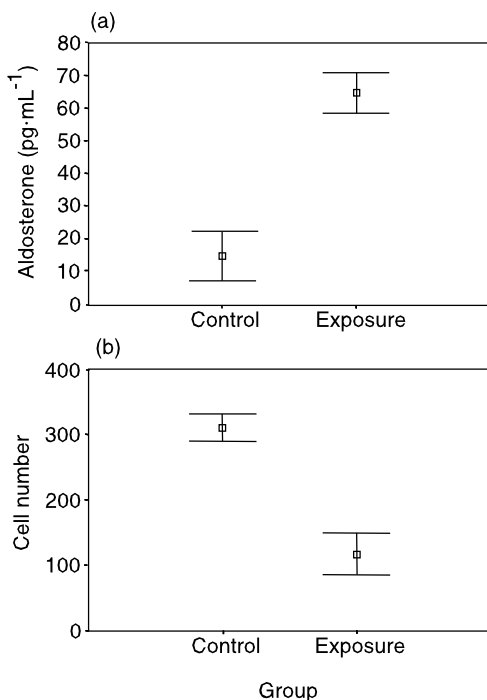 (a)
Aldosterone (pg·mL⁻¹)
80
70
60
50
40
30
20
10
0
Control Exposure
(b)
Cell number
400
300
200
100
0
Control Exposure
Group